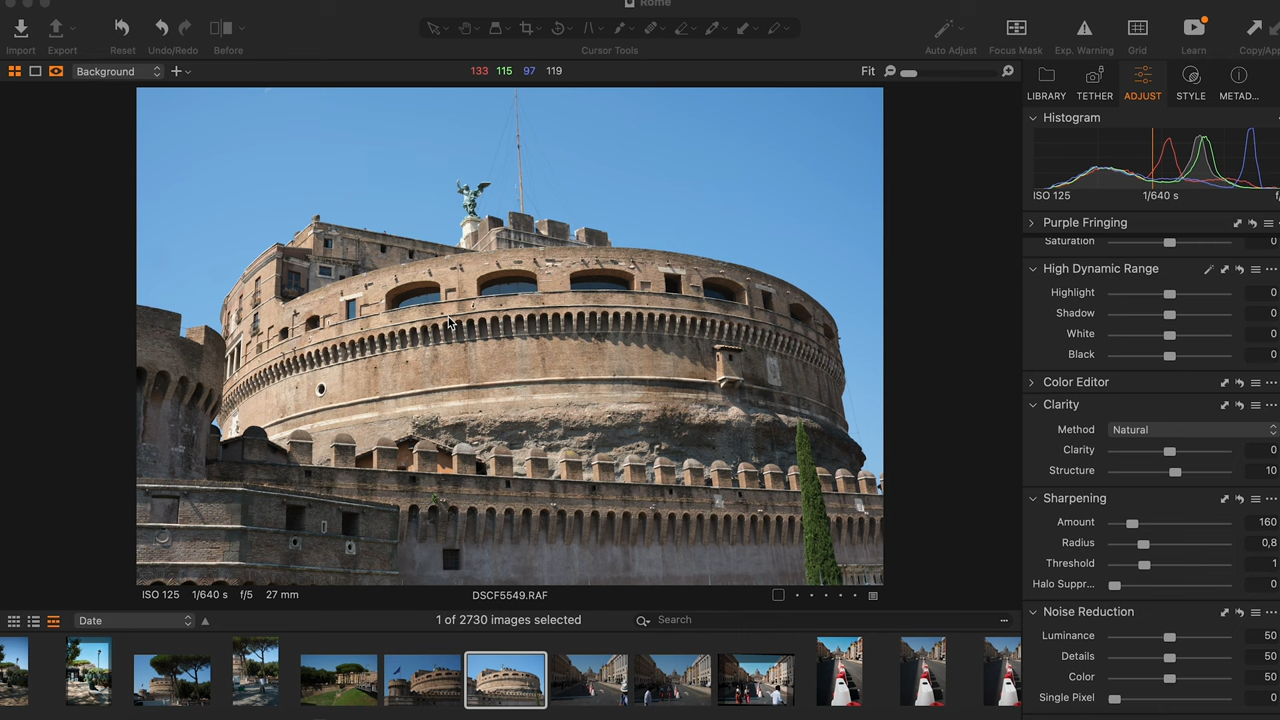 Rome
Import Export Reset Undo/Redo Before Cursor Tools Auto Adjust Focus Mask Exp. Warning Grid Learn Copy/App
Background 133 115 97 119 Fit
LIBRARY TETHER ADJUST STYLE METAD...
Histogram
ISO 125 1/640 s f/
Purple Fringing
Saturation 0
High Dynamic Range
Highlight 0
Shadow 0
White 0
Black 0
Color Editor
Clarity
Method Natural
Clarity 0
Structure 10
Sharpening
Amount 160
Radius 0,8
Threshold 1
Halo Suppr... 0
Noise Reduction
Luminance 50
Details 50
Color 50
Single Pixel 0
ISO 125 1/640 s f/5 27 mm DSCF5549.RAF
Date 1 of 2730 images selected Search